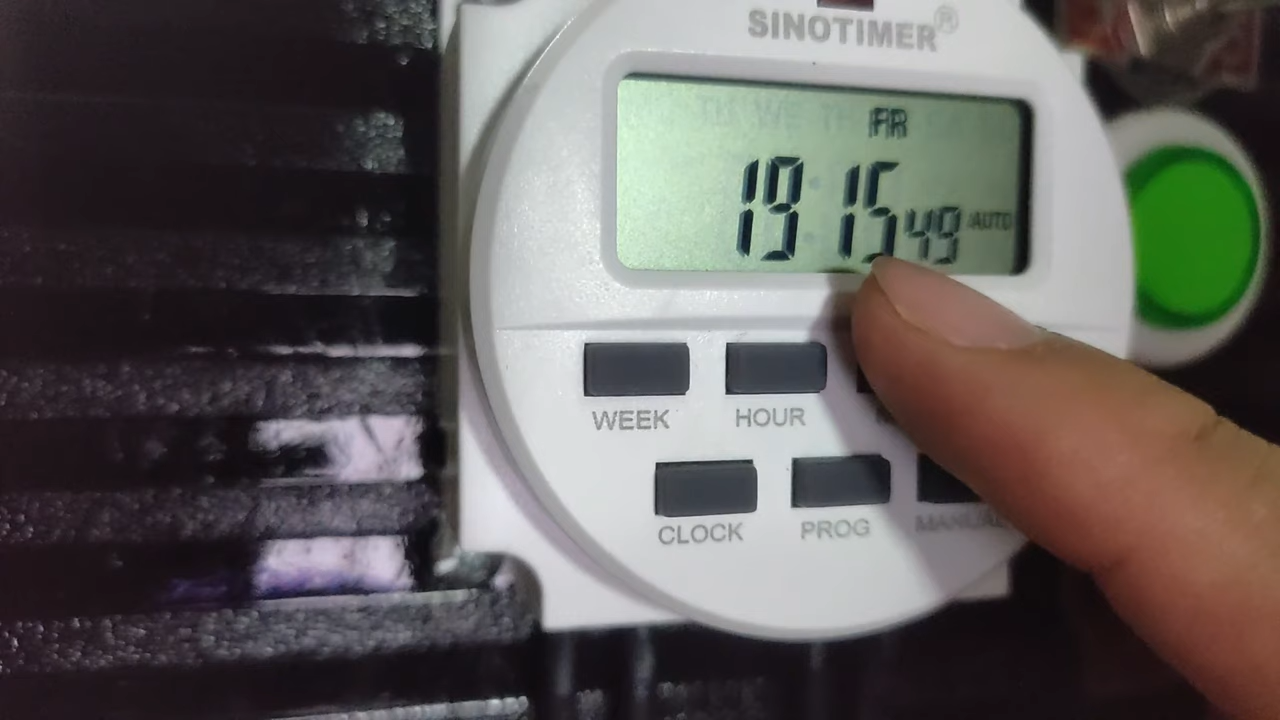 SINOTIMER®
FR
19:15 49 AUTO
WEEK HOUR
CLOCK PROG MANUAL